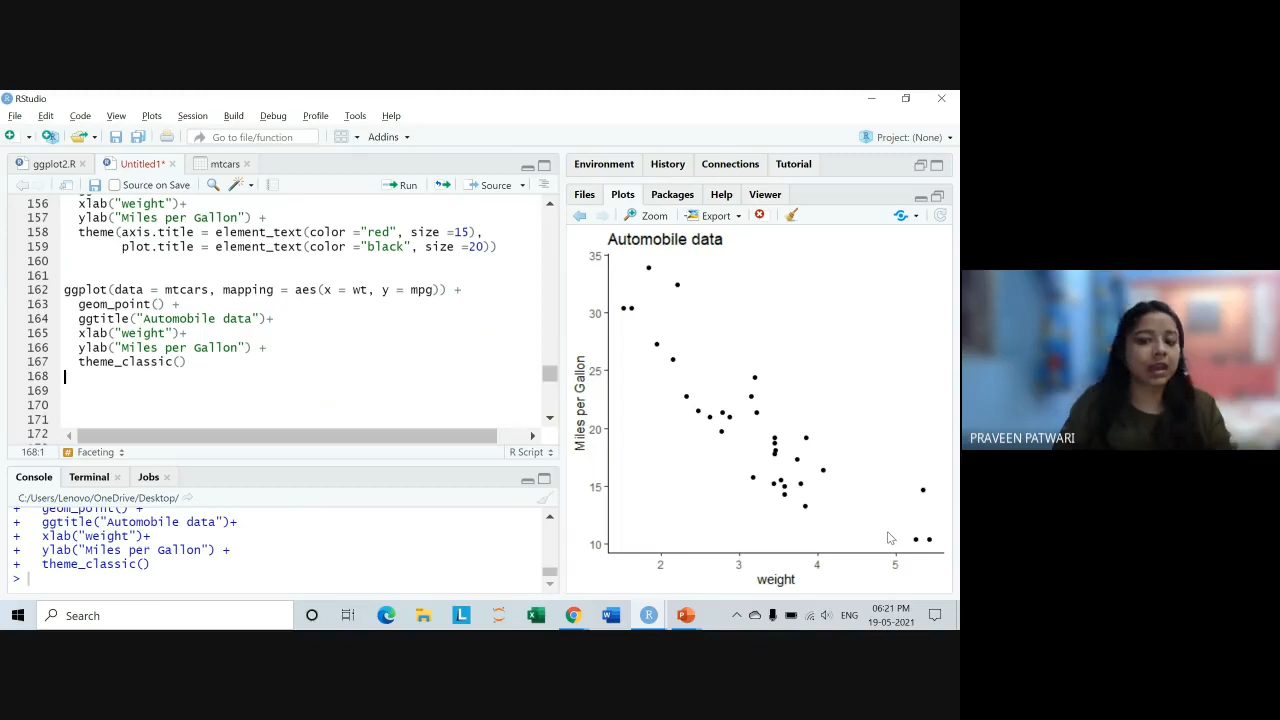 RStudio
File Edit Code View Plots Session Build Debug Profile Tools Help
Go to file/function Addins Project: (None)
ggplot2.R Untitled1* mtcars
Source on Save Run Source
156 xlab("weight")+
157 ylab("Miles per Gallon") +
158 theme(axis.title = element_text(color ="red", size =15),
159 plot.title = element_text(color ="black", size =20))
160
161
162 ggplot(data = mtcars, mapping = aes(x = wt, y = mpg)) +
163 geom_point() +
164 ggtitle("Automobile data")+
165 xlab("weight")+
166 ylab("Miles per Gallon") +
167 theme_classic()
168
169
170
171
172
168:1 Faceting R Script
Console Terminal Jobs
C:/Users/Lenovo/OneDrive/Desktop/
+ geom_point() +
+ ggtitle("Automobile data")+
+ xlab("weight")+
+ ylab("Miles per Gallon") +
+ theme_classic()
>
Environment History Connections Tutorial
Files Plots Packages Help Viewer
Zoom Export
Automobile data
35
30
25
20
15
10
Miles per Gallon
2 3 4 5
weight
PRAVEEN PATWARI
Search
L
ENG
06:21 PM
19-05-2021